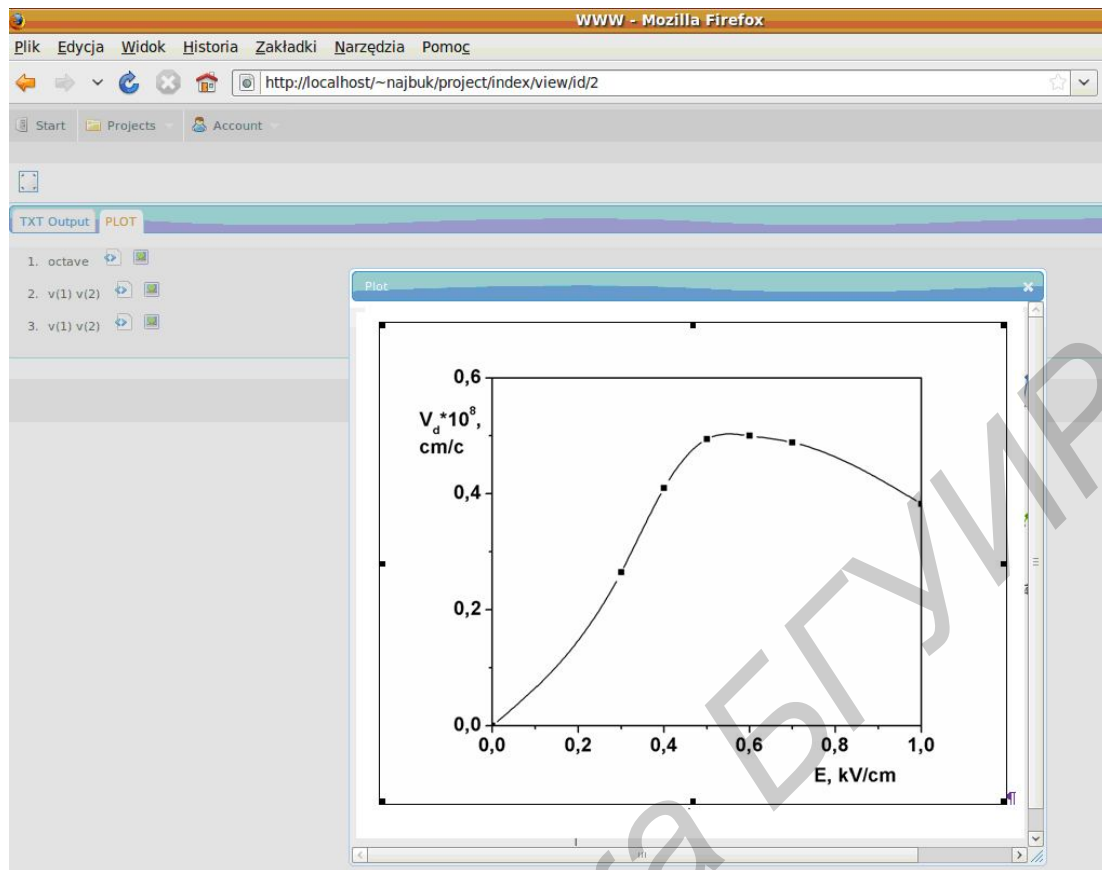 WWW - Mozilla Firefox
Plik Edycja Widok Historia Zakładki Narzędzia Pomoc
http://localhost/~najbuk/project/index/view/id/2
Start Projects Account
TXT Output PLOT
1. octave
2. v(1) v(2)
3. v(1) v(2)
Plot
0,6
V_d*10^8,
cm/c
0,4
0,2
0,0
0,0 0,2 0,4 0,6 0,8 1,0
E, kV/cm
¶
ка БГУИР